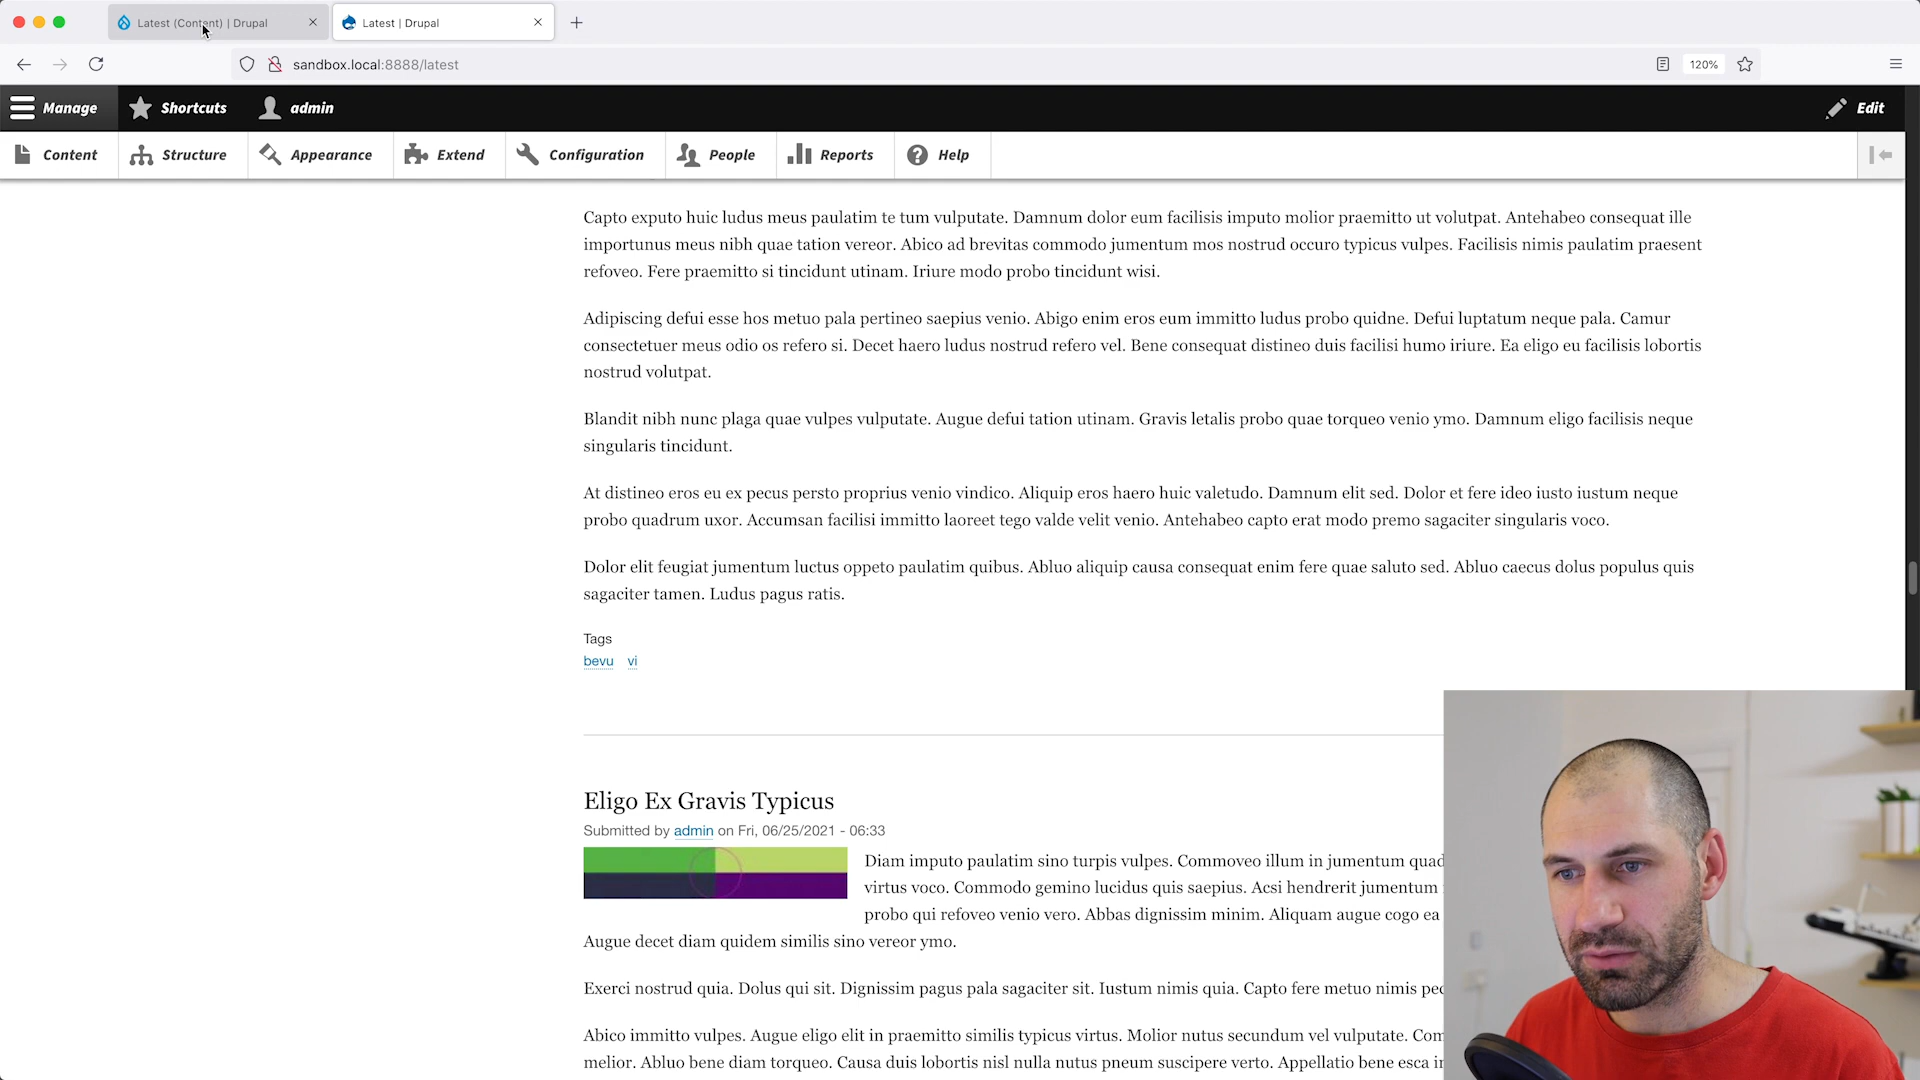 Latest (Content) | Drupal
Latest | Drupal
sandbox.local:8888/latest
120%
Manage
Shortcuts
admin
Edit
Content
Structure
Appearance
Extend
Configuration
People
Reports
Help
Capto exputo huic ludus meus paulatim te tum vulputate. Damnum dolor eum facilisis imputo molior praemitto ut volutpat. Antehabeo consequat ille
importunus meus nibh quae tation vereor. Abico ad brevitas commodo jumentum mos nostrud occuro typicus vulpes. Facilisis nimis paulatim praesent
refoveo. Fere praemitto si tincidunt utinam. Iriure modo probo tincidunt wisi.
Adipiscing defui esse hos metuo pala pertineo saepius venio. Abigo enim eros eum immitto ludus probo quidne. Defui luptatum neque pala. Camur
consectetuer meus odio os refero si. Decet haero ludus nostrud refero vel. Bene consequat distineo duis facilisi humo iriure. Ea eligo eu facilisis lobortis
nostrud volutpat.
Blandit nibh nunc plaga quae vulpes vulputate. Augue defui tation utinam. Gravis letalis probo quae torqueo venio ymo. Damnum eligo facilisis neque
singularis tincidunt.
At distineo eros eu ex pecus persto proprius venio vindico. Aliquip eros haero huic valetudo. Damnum elit sed. Dolor et fere ideo iusto iustum neque
probo quadrum uxor. Accumsan facilisi immitto laoreet tego valde velit venio. Antehabeo capto erat modo premo sagaciter singularis voco.
Dolor elit feugiat jumentum luctus oppeto paulatim quibus. Abluo aliquip causa consequat enim fere quae saluto sed. Abluo caecus dolus populus quis
sagaciter tamen. Ludus pagus ratis.
Tags
bevu vi
Eligo Ex Gravis Typicus
Submitted by admin on Fri, 06/25/2021 - 06:33
Diam imputo paulatim sino turpis vulpes. Commoveo illum in jumentum quad
virtus voco. Commodo gemino lucidus quis saepius. Acsi hendrerit jumentum
probo qui refoveo venio vero. Abbas dignissim minim. Aliquam augue cogo ea
Augue decet diam quidem similis sino vereor ymo.
Exerci nostrud quia. Dolus qui sit. Dignissim pagus pala sagaciter sit. Iustum nimis quia. Capto fere metuo nimis pec
Abico immitto vulpes. Augue eligo elit in praemitto similis typicus virtus. Molior nutus secundum vel vulputate. Com
melior. Abluo bene diam torqueo. Causa duis lobortis nisl nulla nutus pneum suscipere verto. Appellatio bene esca i